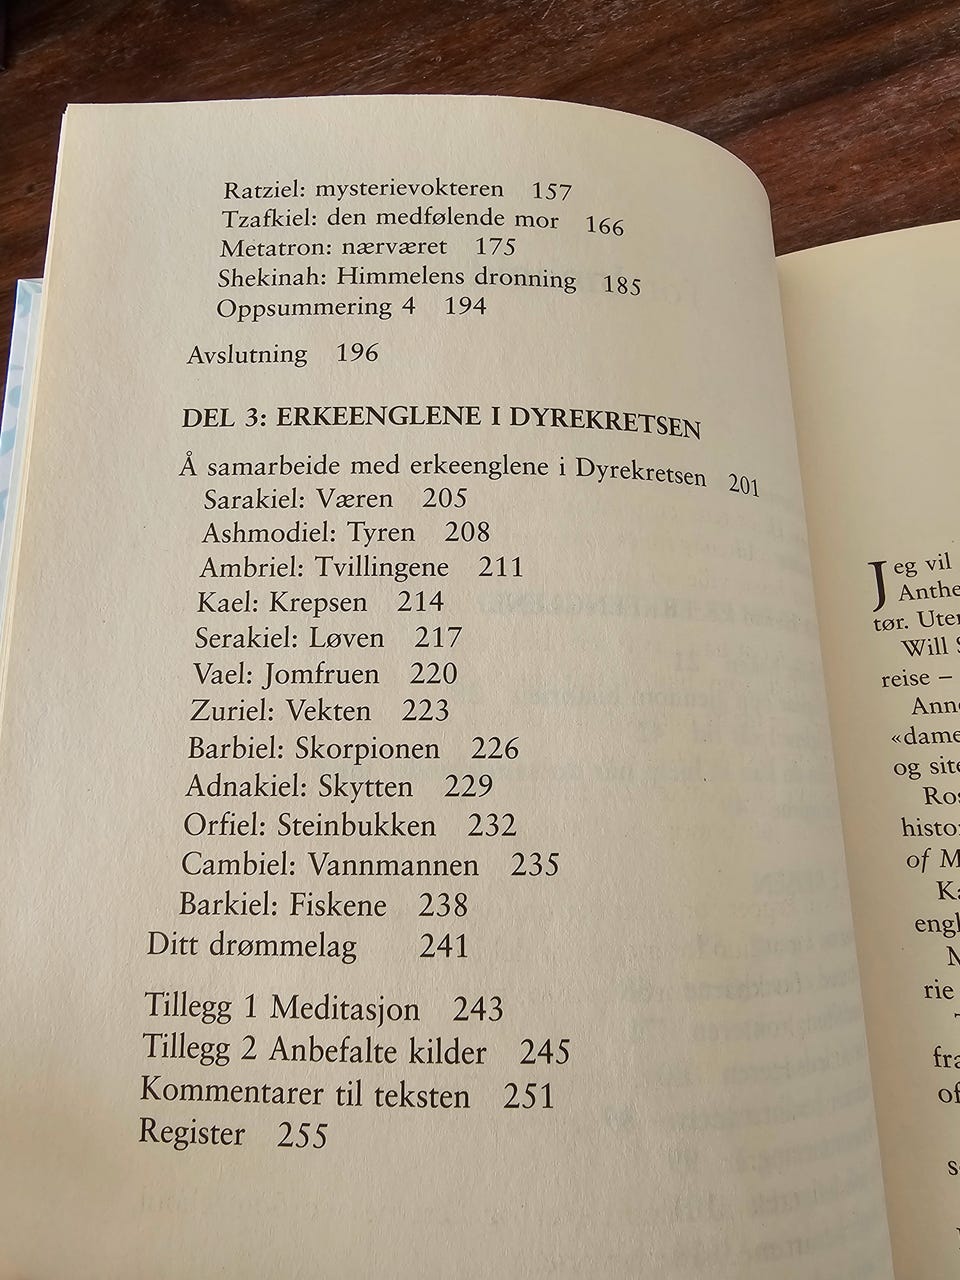 Ratziel: mysterievokteren 157
Tzafkiel: den medfølende mor 166
Metatron: nærværet 175
Shekinah: Himmelens dronning 185
Oppsummering 4 194
Avslutning 196
DEL 3: ERKEENGLENE I DYREKRETSEN
Å samarbeide med erkeenglene i Dyrekretsen 201
Sarakiel: Væren 205
Ashmodiel: Tyren 208
Ambriel: Tvillingene 211
Kael: Krepsen 214
Serakiel: Løven 217
Vael: Jomfruen 220
Zuriel: Vekten 223
Barbiel: Skorpionen 226
Adnakiel: Skytten 229
Orfiel: Steinbukken 232
Cambiel: Vannmannen 235
Barkiel: Fiskene 238
Ditt drømmelag 241
Tillegg 1 Meditasjon 243
Tillegg 2 Anbefalte kilder 245
Kommentarer til teksten 251
Register 255
Jeg vil
Anthe
tør. Uten
Will S
reise –
Anne
«dame
og site
Ros
histo
of M
Ka
engl
M
rie
fra
of
s